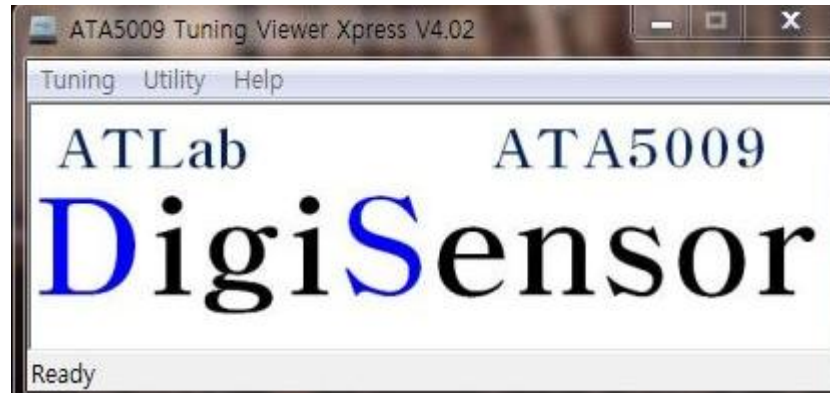 ATA5009 Tuning Viewer Xpress V4.02
Tuning Utility Help
ATLab ATA5009
DigiSensor
Ready